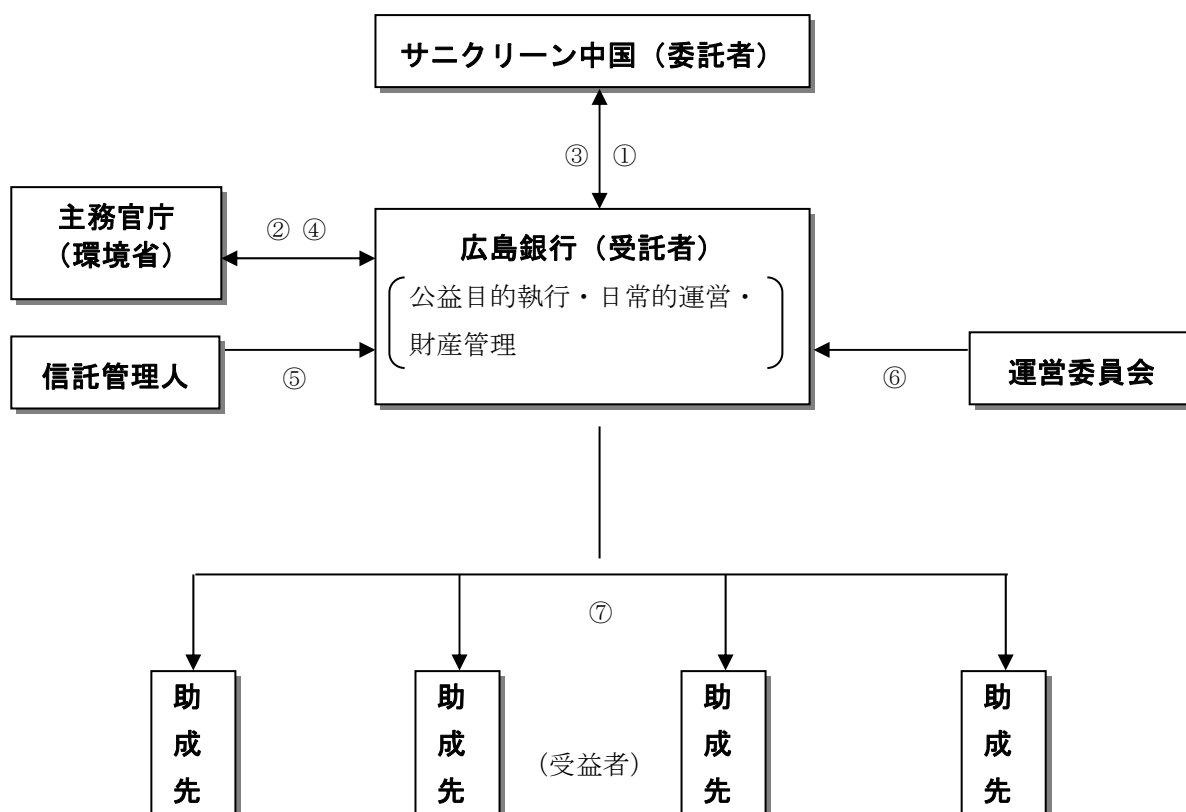 サニクリーン中国（委託者）
③ ①
主務官庁
（環境省）
② ④
広島銀行（受託者）
公益目的執行・日常的運営・
財産管理
信託管理人
⑤
⑥
運営委員会
⑦
助成先
助成先
（受益者）
助成先
助成先